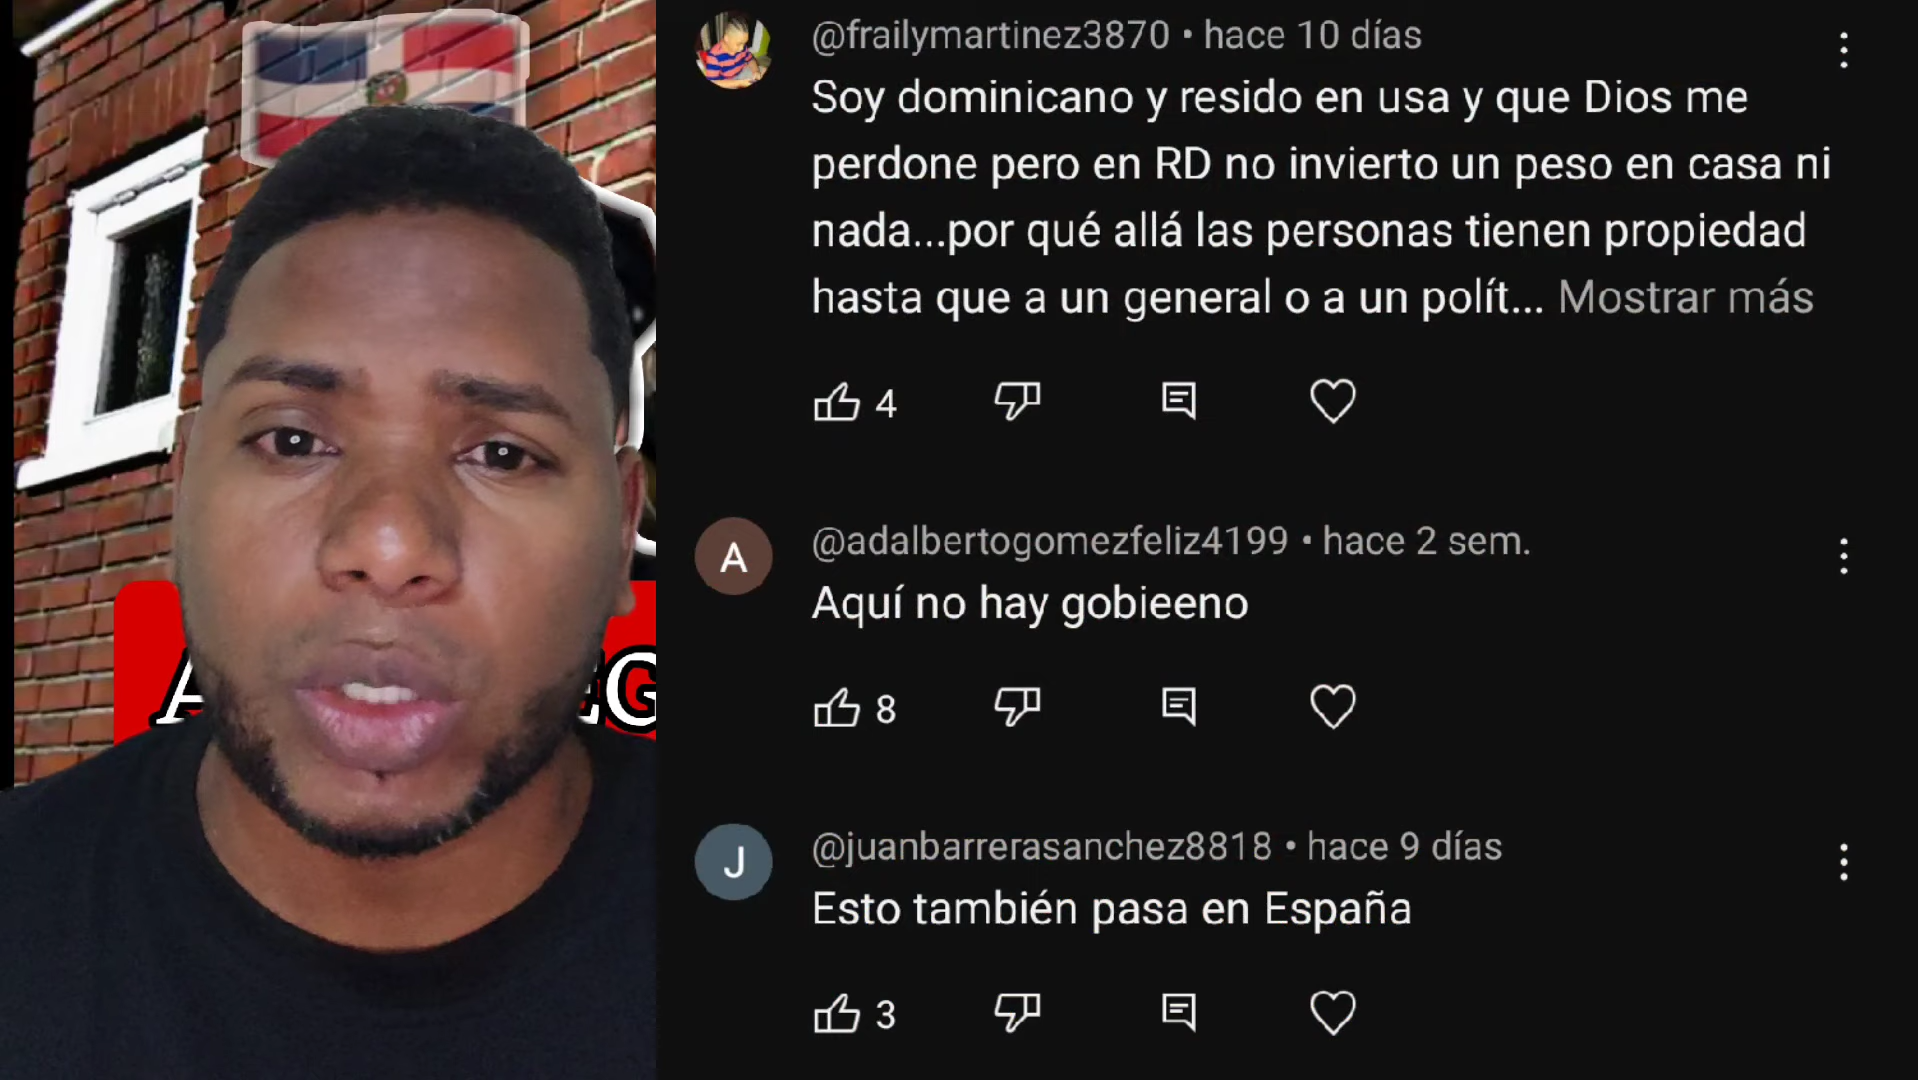 @frailymartinez3870 • hace 10 días
Soy dominicano y resido en usa y que Dios me
perdone pero en RD no invierto un peso en casa ni
nada...por qué allá las personas tienen propiedad
hasta que a un general o a un polít... Mostrar más
4
A
@adalbertogomezfeliz4199 • hace 2 sem.
Aquí no hay gobieeno
8
J
@juanbarrerasanchez8818 • hace 9 días
Esto también pasa en España
3